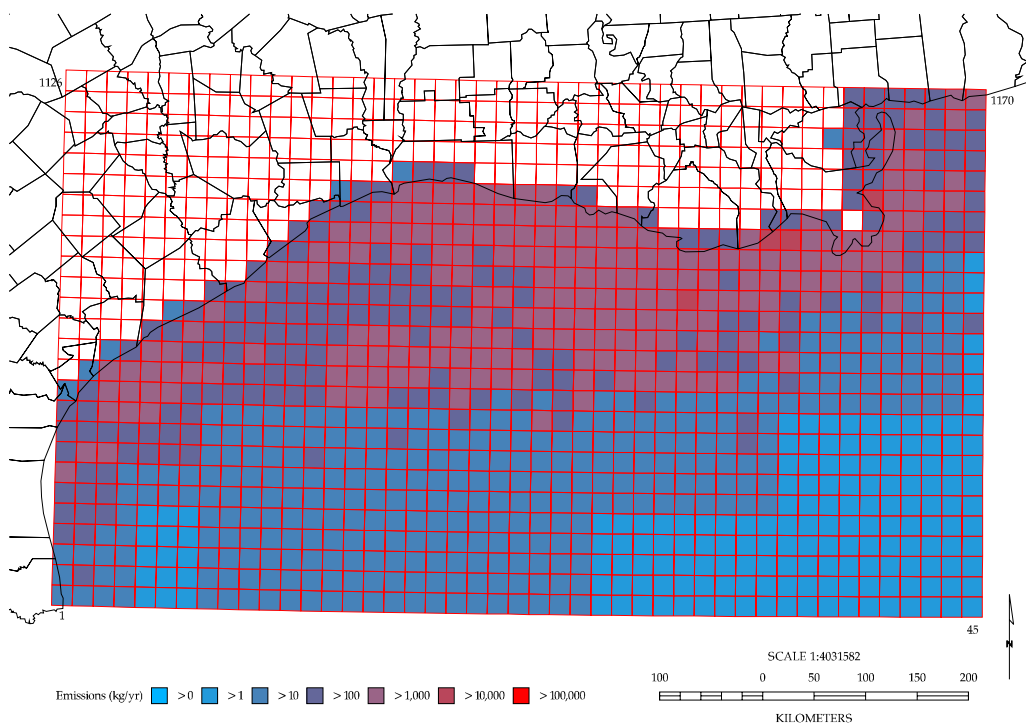 1126
1170
1
45
SCALE 1:4031582
N
Emissions (kg/yr) > 0 > 1 > 10 > 100 > 1,000 > 10,000 > 100,000
100 0 50 100 150 200
KILOMETERS